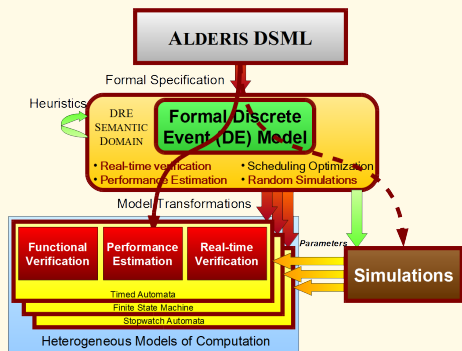 ALDERIS DSML
Formal Specification
Heuristics
DRE
SEMANTIC
DOMAIN
Formal Discrete
Event (DE) Model
• Real-time verification
• Scheduling Optimization
• Performance Estimation
• Random Simulations
Model Transformations
Parameters
Functional
Verification
Performance
Estimation
Real-time
Verification
Simulations
Timed Automata
Finite State Machine
Stopwatch Automata
Heterogeneous Models of Computation